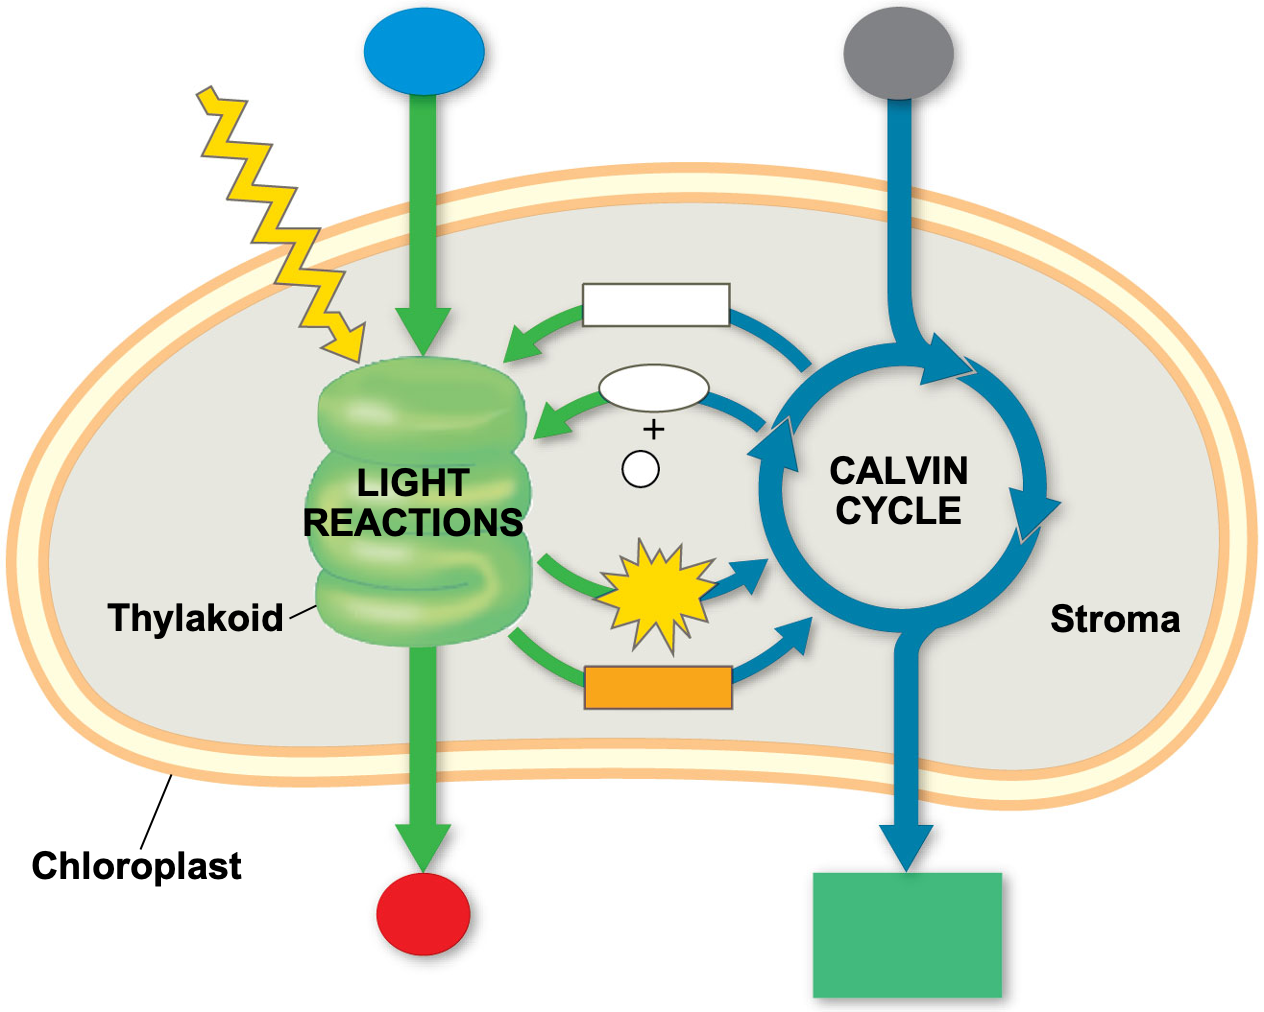 +
LIGHT
REACTIONS
CALVIN
CYCLE
Thylakoid
Stroma
Chloroplast